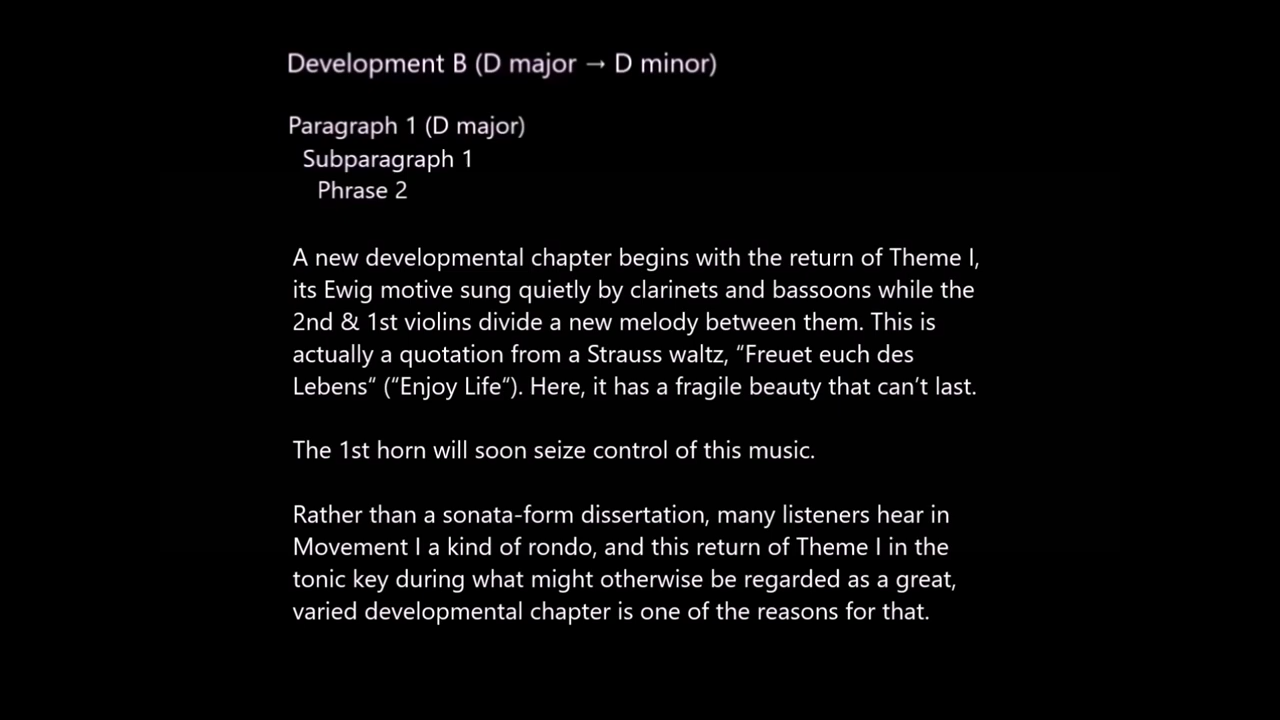 Development B (D major → D minor)
Paragraph 1 (D major)
Subparagraph 1
Phrase 2
A new developmental chapter begins with the return of Theme I,
its Ewig motive sung quietly by clarinets and bassoons while the
2nd & 1st violins divide a new melody between them. This is
actually a quotation from a Strauss waltz, “Freuet euch des
Lebens“ (“Enjoy Life“). Here, it has a fragile beauty that can’t last.
The 1st horn will soon seize control of this music.
Rather than a sonata-form dissertation, many listeners hear in
Movement I a kind of rondo, and this return of Theme I in the
tonic key during what might otherwise be regarded as a great,
varied developmental chapter is one of the reasons for that.